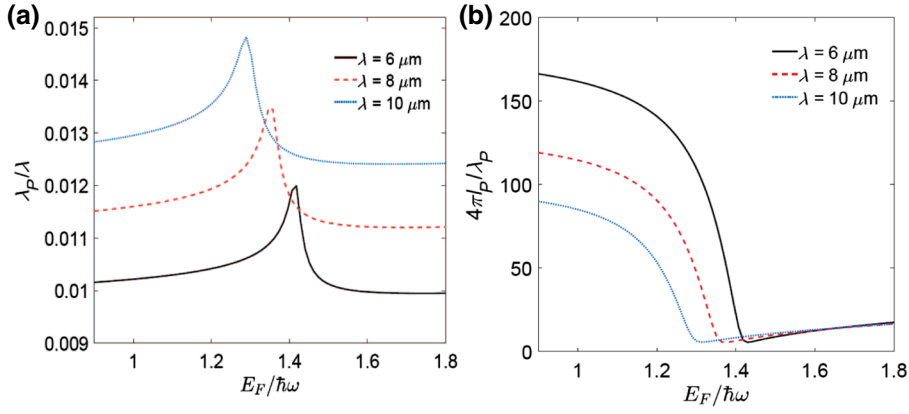 (a)
0.015
0.014
0.013
0.012
0.011
0.01
0.009
λP/λ
λ = 6 μm
λ = 8 μm
λ = 10 μm
1
1.2
1.4
1.6
1.8
EF/ħω
(b)
200
150
100
50
0
4πlP/λP
λ = 6 μm
λ = 8 μm
λ = 10 μm
1
1.2
1.4
1.6
1.8
EF/ħω